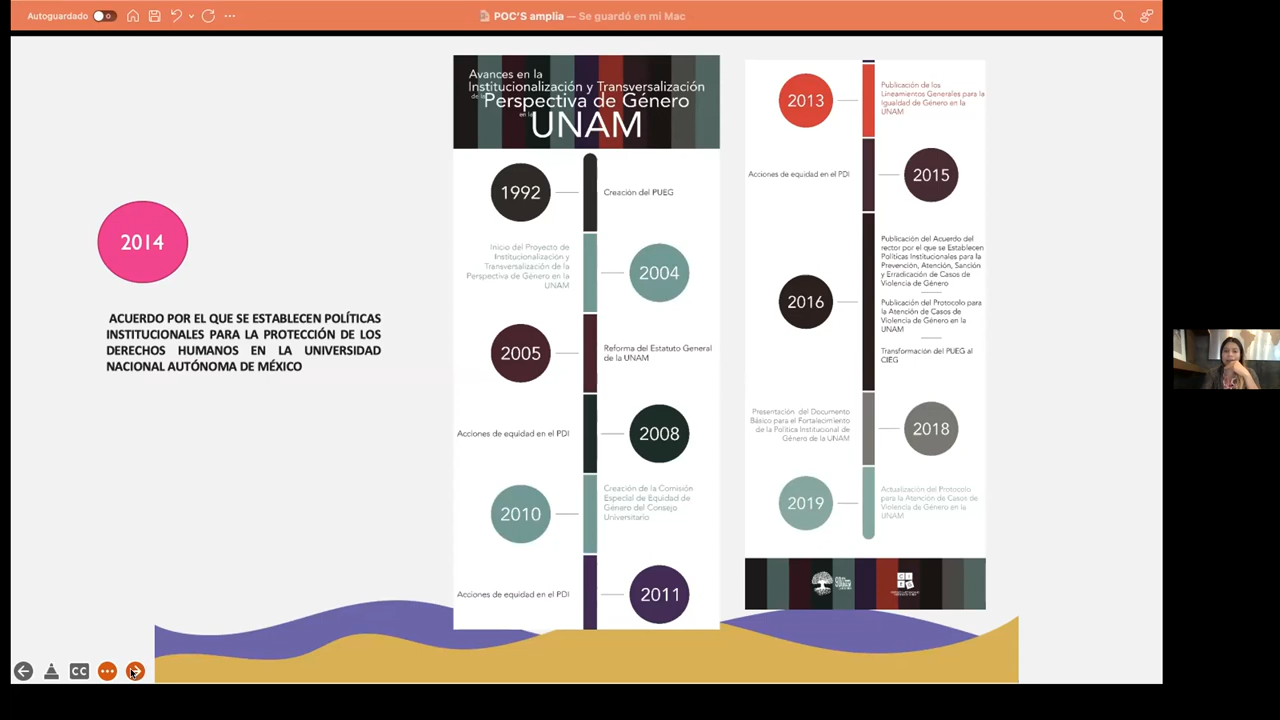 Autoguardado
POC'S amplia — Se guardó en mi Mac
2014
ACUERDO POR EL QUE SE ESTABLECEN POLÍTICAS
INSTITUCIONALES PARA LA PROTECCIÓN DE LOS
DERECHOS HUMANOS EN LA UNIVERSIDAD
NACIONAL AUTÓNOMA DE MÉXICO
Avances en la
Institucionalización y Transversalización
de la Perspectiva de Género
en la UNAM
1992
Creación del PUEG
Inicio del Proyecto de
Institucionalización y
Transversalización de la
Perspectiva de Género en la
UNAM
2004
2005
Reforma del Estatuto General
de la UNAM
Acciones de equidad en el PDI
2008
2010
Creación de la Comisión
Especial de Equidad de
Género del Consejo
Universitario
Acciones de equidad en el PDI
2011
2013
Publicación de los
Lineamientos Generales para la
Igualdad de Género en la
UNAM
Acciones de equidad en el PDI
2015
2016
Publicación del Acuerdo del
rector por el que se Establecen
Políticas Institucionales para la
Prevención, Atención, Sanción
y Erradicación de Casos de
Violencia de Género
Publicación del Protocolo para
la Atención de Casos de
Violencia de Género en la
UNAM
Transformación del PUEG al
CIEG
Presentación del Documento
Básico para el Fortalecimiento
de la Política Institucional de
Género de la UNAM
2018
2019
Actualización del Protocolo
para la Atención de Casos de
Violencia de Género en la
UNAM
CC